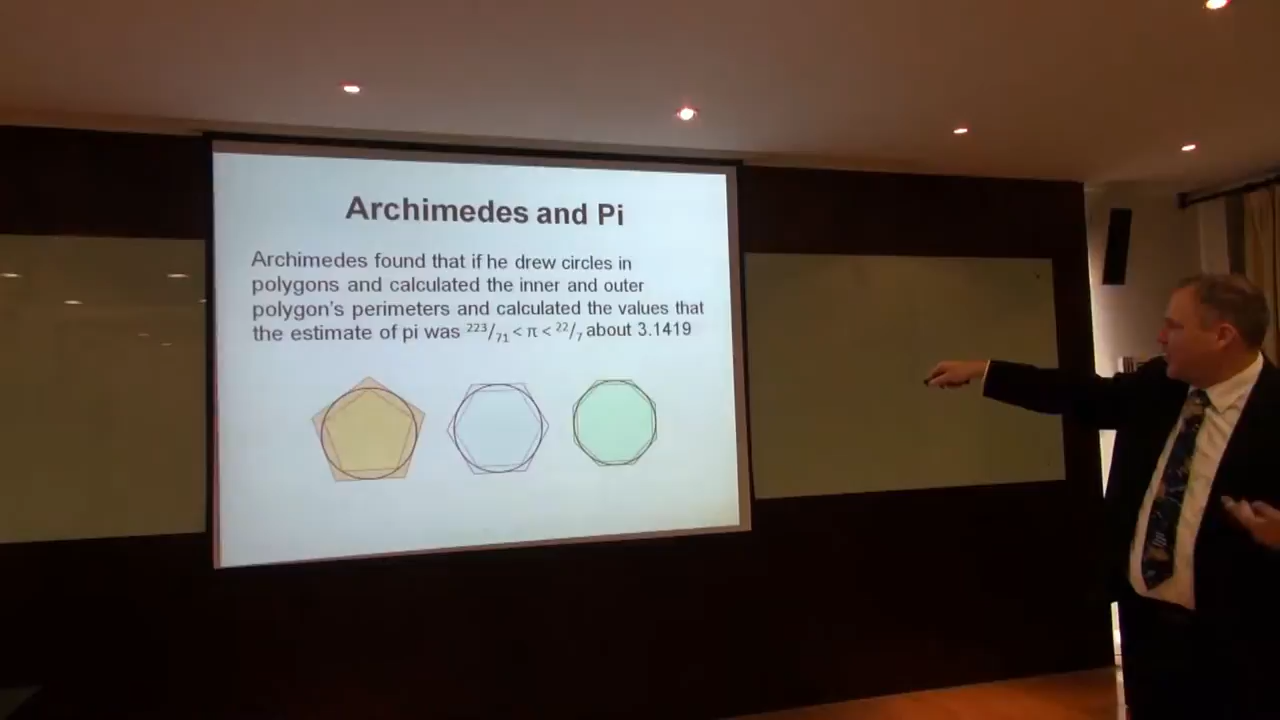 Archimedes and Pi
Archimedes found that if he drew circles in
polygons and calculated the inner and outer
polygon's perimeters and calculated the values that
the estimate of pi was ²²³/₇₁ < π < ²²/₇ about 3.1419